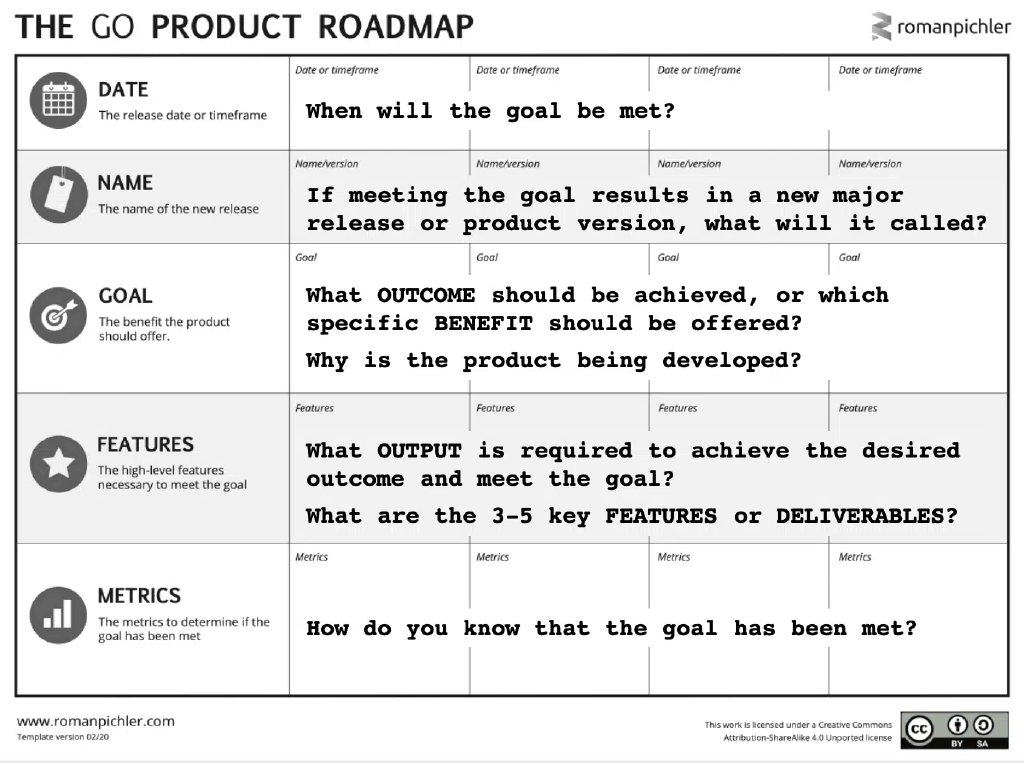 THE GO PRODUCT ROADMAP
romanpichler
DATE
The release date or timeframe
Date or timeframe
Date or timeframe
Date or timeframe
Date or timeframe
When will the goal be met?
NAME
The name of the new release
Name/version
Name/version
Name/version
Name/version
If meeting the goal results in a new major
release or product version, what will it called?
GOAL
The benefit the product
should offer.
Goal
Goal
Goal
Goal
What OUTCOME should be achieved, or which
specific BENEFIT should be offered?
Why is the product being developed?
FEATURES
The high-level features
necessary to meet the goal
Features
Features
Features
Features
What OUTPUT is required to achieve the desired
outcome and meet the goal?
What are the 3-5 key FEATURES or DELIVERABLES?
METRICS
The metrics to determine if the
goal has been met
Metrics
Metrics
Metrics
Metrics
How do you know that the goal has been met?
www.romanpichler.com
Template version 02/20
This work is licensed under a Creative Commons
Attribution-ShareAlike 4.0 Unported license
cc
BY SA